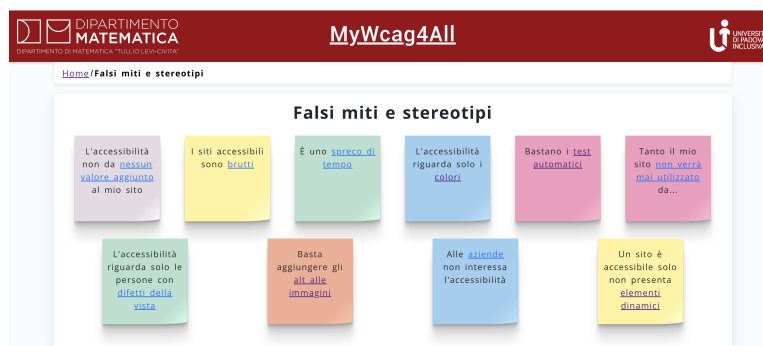 DIPARTIMENTO
MATEMATICA
DIPARTIMENTO DI MATEMATICA "TULLIO LEVI-CIVITA"
MyWcag4All
UNIVERSIT
DI PADOVA
INCLUSIVA
Home/Falsi miti e stereotipi
Falsi miti e stereotipi
L'accessibilità
non da nessun
valore aggiunto
al mio sito
I siti accessibili
sono brutti
È uno spreco di
tempo
L'accessibilità
riguarda solo i
colori
Bastano i test
automatici
Tanto il mio
sito non verrà
mai utilizzato
da...
L'accessibilità
riguarda solo le
persone con
difetti della
vista
Basta
aggiungere gli
alt alle
immagini
Alle aziende
non interessa
l'accessibilità
Un sito è
accessibile solo
non presenta
elementi
dinamici